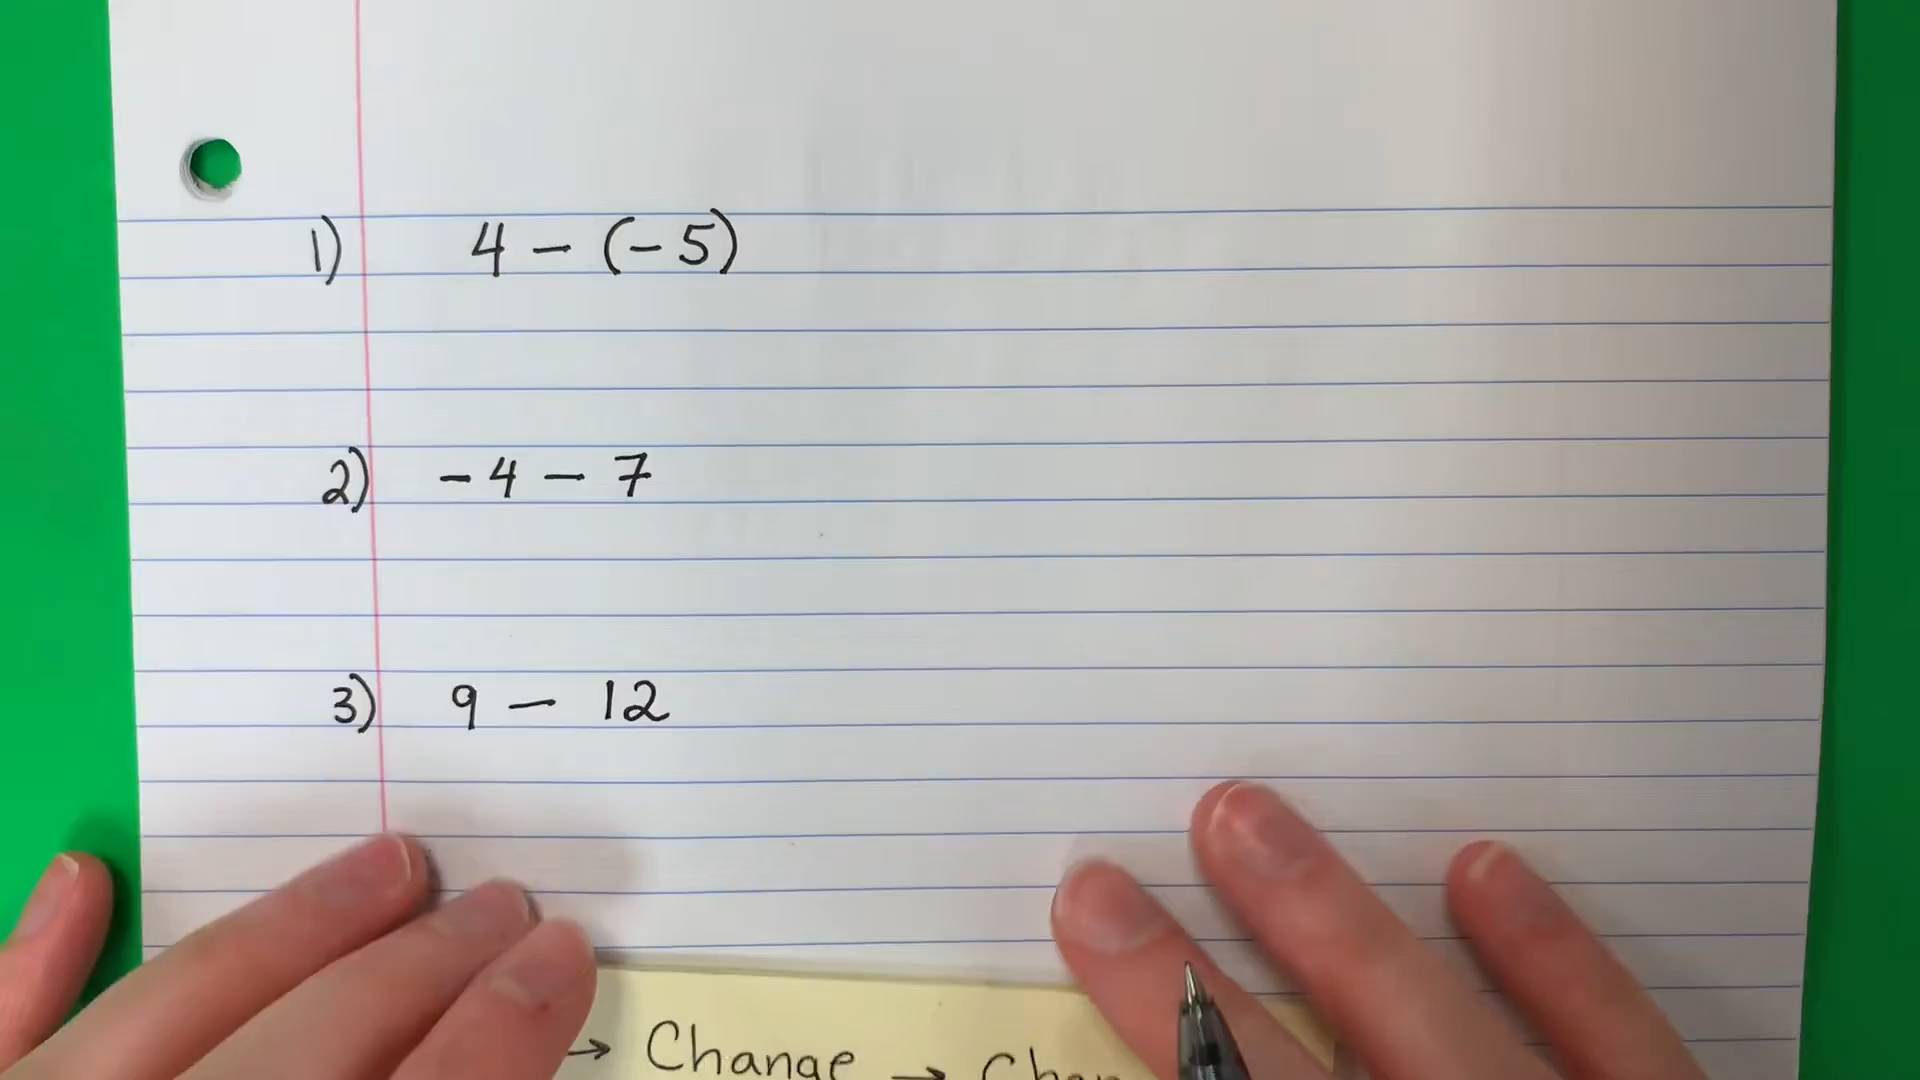 1) 4 - (-5)
2) -4 - 7
3) 9 - 12
→ Change →